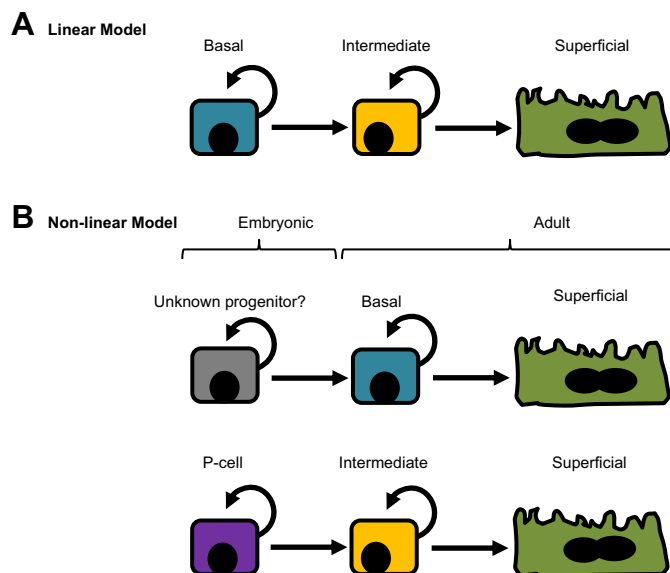 A Linear Model
Basal Intermediate Superficial
B Non-linear Model Embryonic Adult
Unknown progenitor? Basal Superficial
P-cell Intermediate Superficial